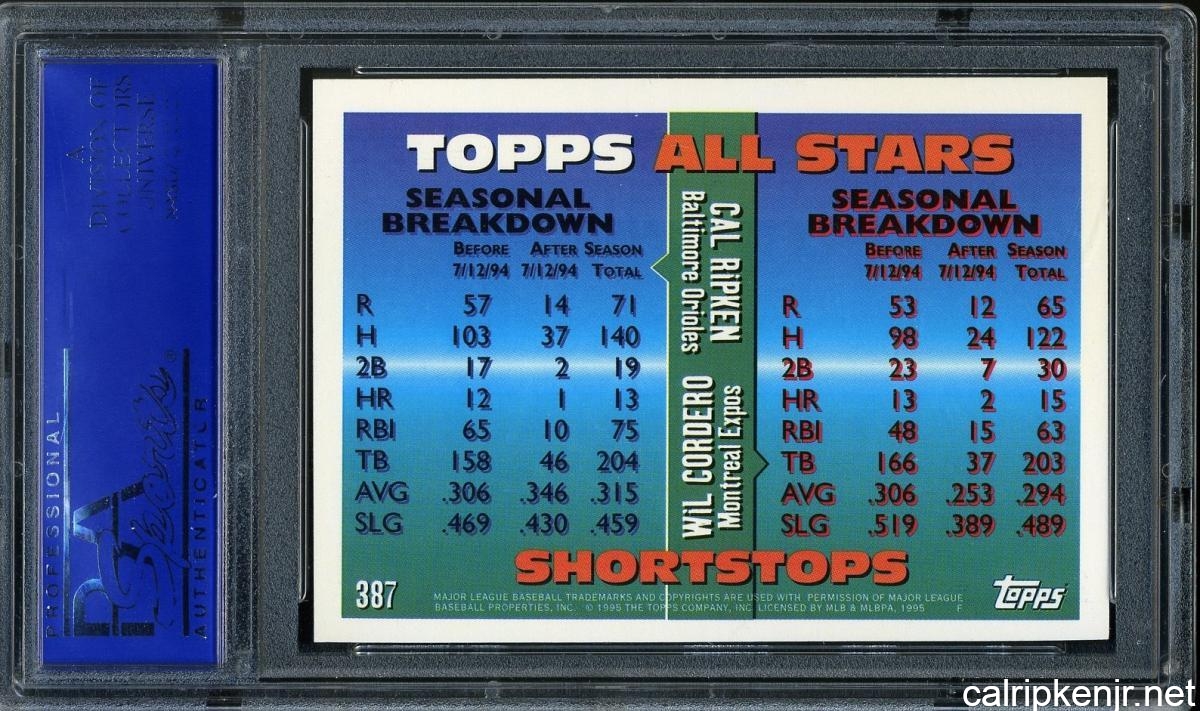 A
DIVISION OF
COLLECTORS
UNIVERSE
PROFESSIONAL
PSA
Sports
®
AUTHENTICATOR
TOPPS ALL STARS
SEASONAL
BREAKDOWN
BEFORE AFTER SEASON
7/12/94 7/12/94 TOTAL
R 57 14 71
H 103 37 140
2B 17 2 19
HR 12 1 13
RBI 65 10 75
TB 158 46 204
AVG .306 .346 .315
SLG .469 .430 .459
CAL RiPKEN
Baltimore Orioles
WiL CORDERO
Montreal Expos
SEASONAL
BREAKDOWN
BEFORE AFTER SEASON
7/12/94 7/12/94 TOTAL
R 53 12 65
H 98 24 122
2B 23 7 30
HR 13 2 15
RBI 48 15 63
TB 166 37 203
AVG .306 .253 .294
SLG .519 .389 .489
SHORTSTOPS
387
MAJOR LEAGUE BASEBALL TRADEMARKS AND COPYRIGHTS ARE USED WITH PERMISSION OF MAJOR LEAGUE
BASEBALL PROPERTIES, INC. © 1995 THE TOPPS COMPANY, INC. LICENSED BY MLB & MLBPA, 1995 F
topps
calripkenjr.net